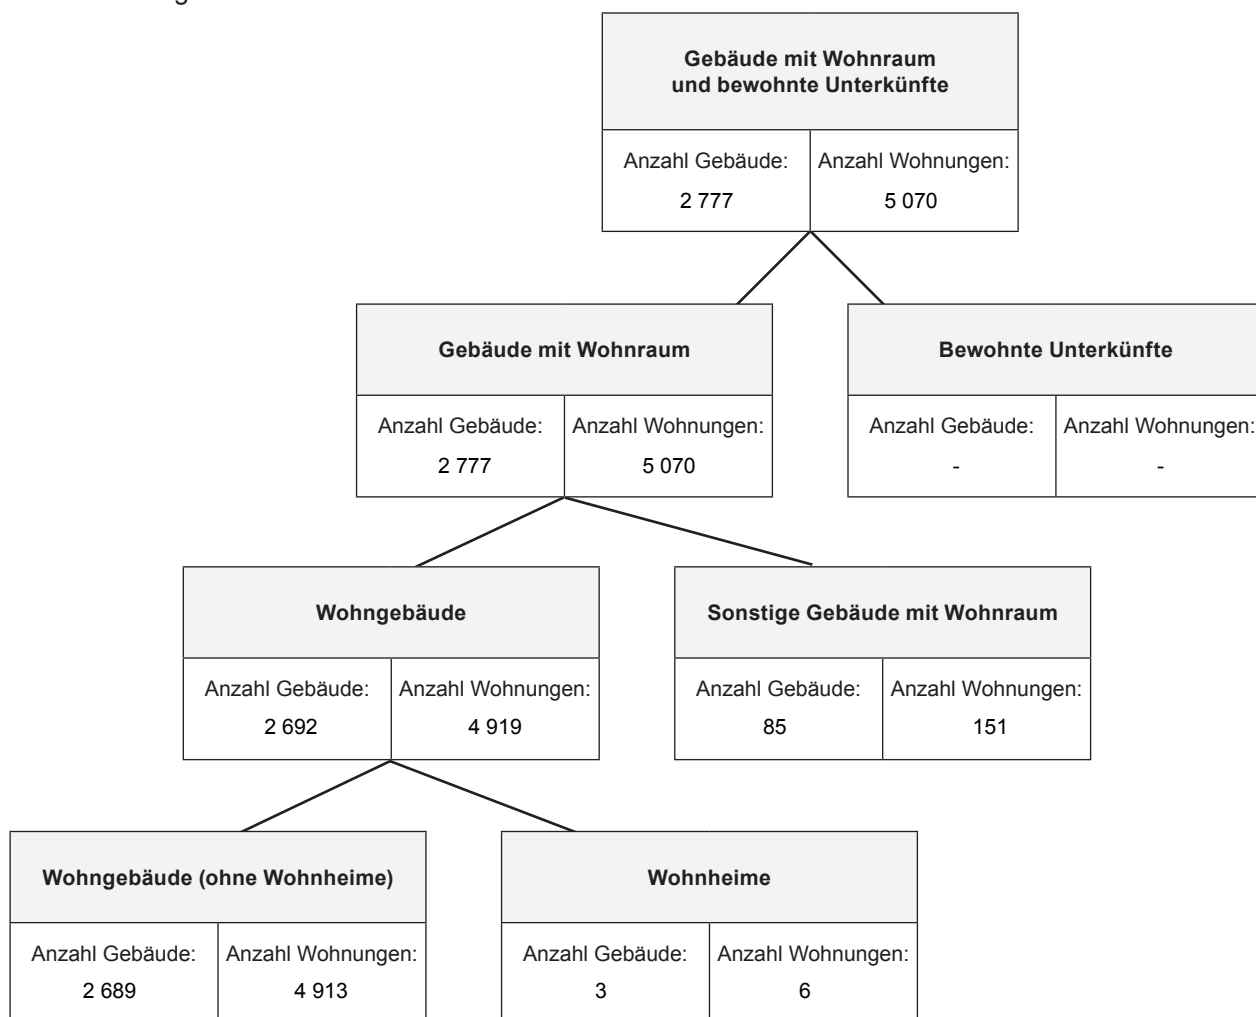 Gebäude mit Wohnraum
und bewohnte Unterkünfte
Anzahl Gebäude: Anzahl Wohnungen:
2 777 5 070
Gebäude mit Wohnraum
Anzahl Gebäude: Anzahl Wohnungen:
2 777 5 070
Bewohnte Unterkünfte
Anzahl Gebäude: Anzahl Wohnungen:
- -
Wohngebäude
Anzahl Gebäude: Anzahl Wohnungen:
2 692 4 919
Sonstige Gebäude mit Wohnraum
Anzahl Gebäude: Anzahl Wohnungen:
85 151
Wohngebäude (ohne Wohnheime)
Anzahl Gebäude: Anzahl Wohnungen:
2 689 4 913
Wohnheime
Anzahl Gebäude: Anzahl Wohnungen:
3 6